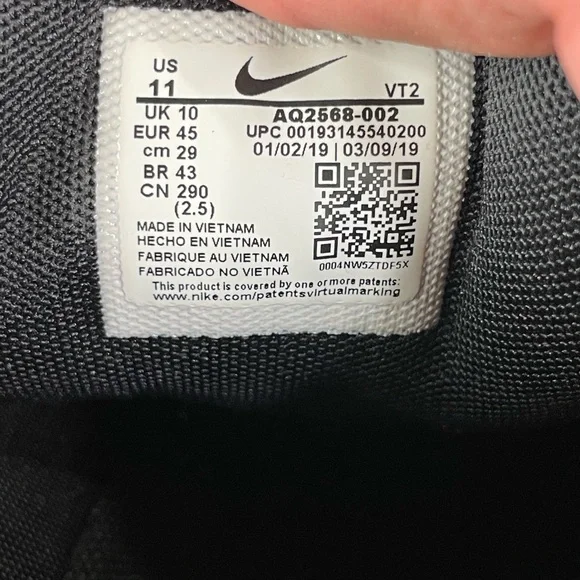 US
11 VT2
UK 10 AQ2568-002
EUR 45 UPC 00193145540200
cm 29 01/02/19 | 03/09/19
BR 43
CN 290
(2.5)
MADE IN VIETNAM
HECHO EN VIETNAM
FABRIQUE AU VIETNAM
FABRICADO NO VIETNÃ
0004NW5ZTDF5X
This product is covered by one or more patents:
www.nike.com/patentsvirtualmarking